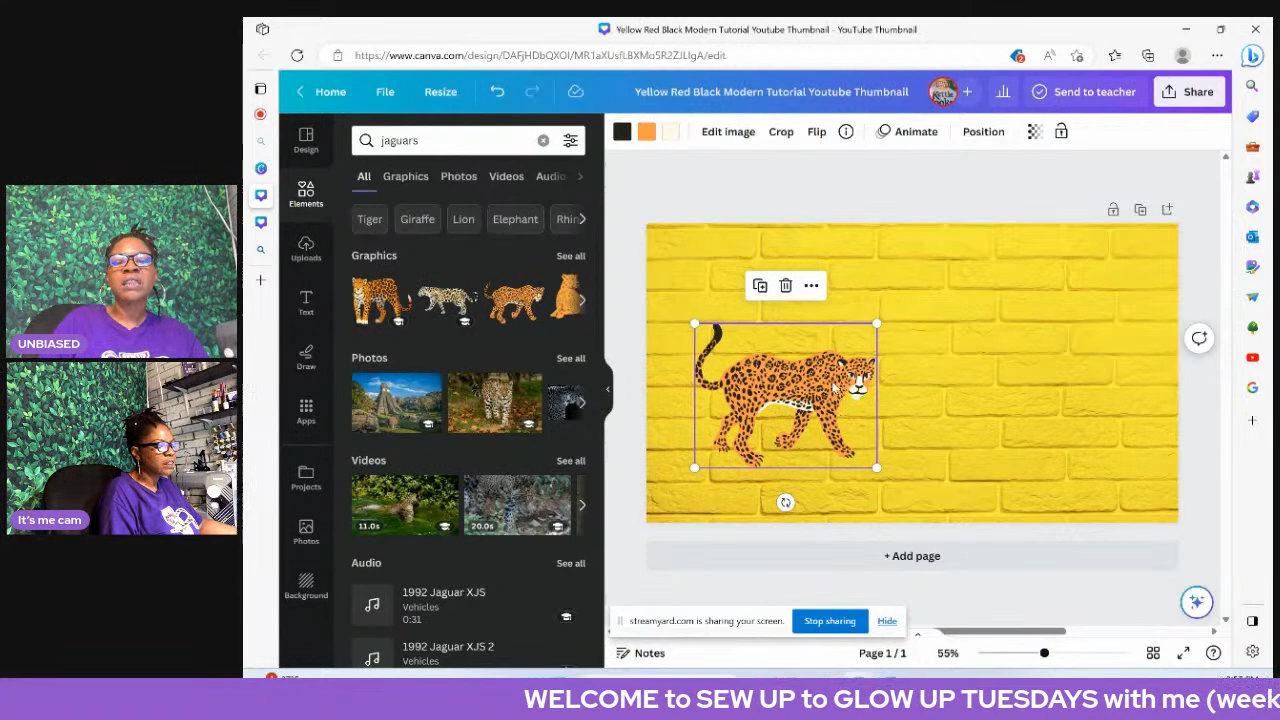 Yellow Red Black Modern Tutorial Youtube Thumbnail - YouTube Thumbnail
https://www.canva.com/design/DAFjHDbQXOI/MR1aXUsfLBXMo5R2ZJLlgA/edit
Home File Resize Yellow Red Black Modern Tutorial Youtube Thumbnail Send to teacher Share
jaguars
Edit image Crop Flip Animate Position
Design
Elements
Uploads
Text
Draw
Apps
Projects
Photos
Background
All Graphics Photos Videos Audio
Tiger Giraffe Lion Elephant Rhin
Graphics See all
Photos See all
Videos See all
11.0s 20.0s
Audio See all
1992 Jaguar XJS
Vehicles
0:31
1992 Jaguar XJS 2
Vehicles
+ Add page
streamyard.com is sharing your screen. Stop sharing Hide
Notes Page 1 / 1 55%
UNBIASED
It's me cam
WELCOME to SEW UP to GLOW UP TUESDAYS with me (week